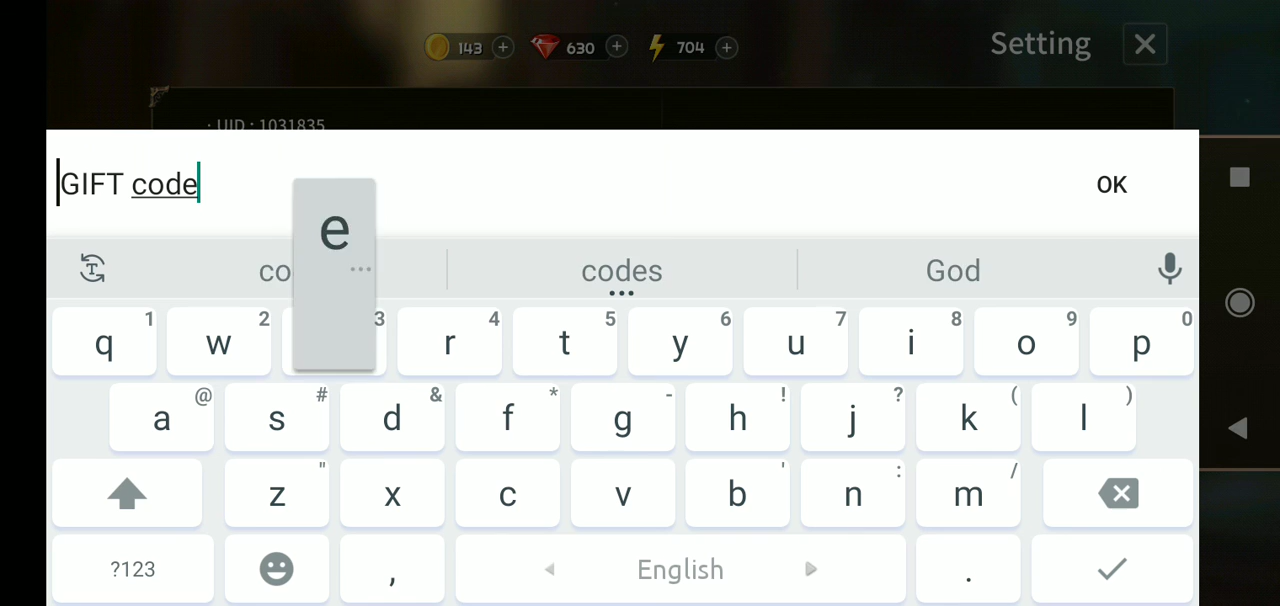 143 + 630 + 704 +
Setting
· UID : 1031835
GIFT code
OK
e
...
co codes God
1 2 3 4 5 6 7 8 9 0
q w r t y u i o p
@ # & * - ! ? ( )
a s d f g h j k l
" ' : /
z x c v b n m
?123 , English .